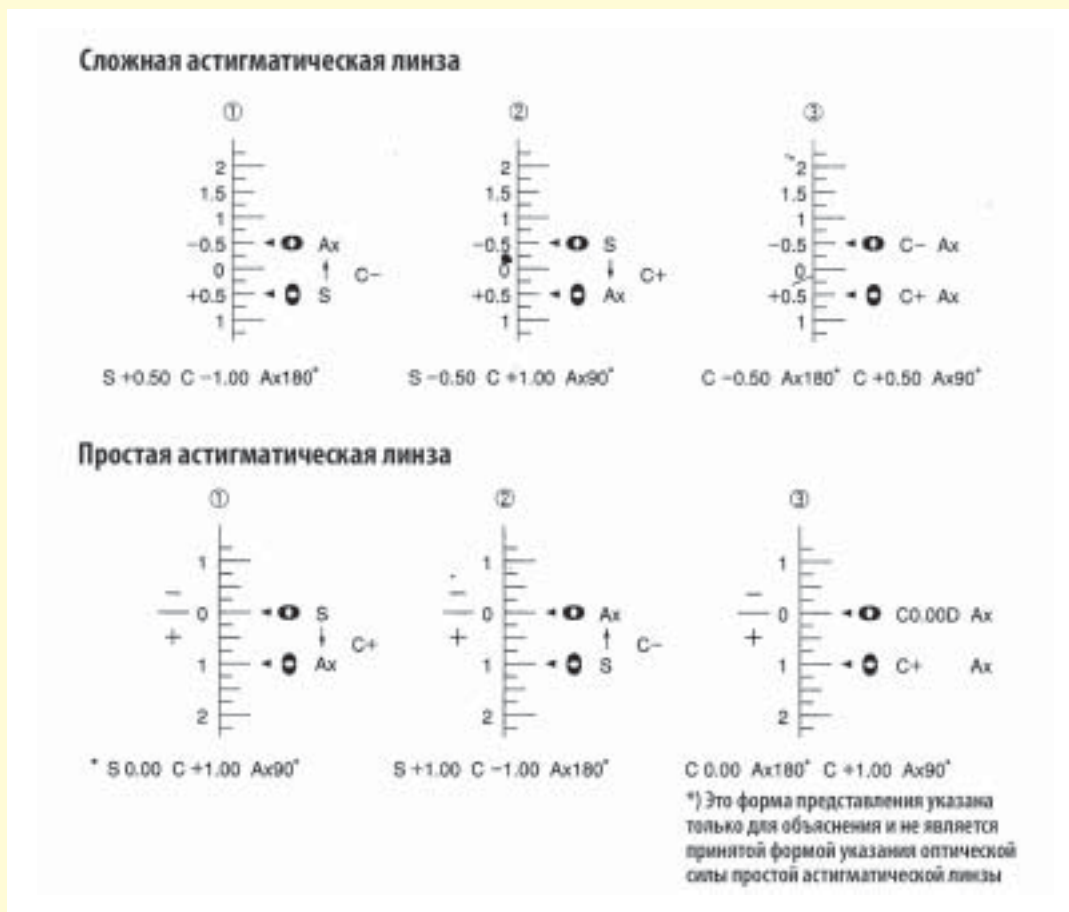 Сложная астигматическая линза
① ② ③
2 2 2
1.5 1.5 1.5
1 1 1
−0.5 Ax −0.5 S −0.5 C− Ax
0 C− 0 C+ 0
+0.5 S +0.5 Ax +0.5 C+ Ax
1 1 1
S +0.50 C −1.00 Ax180° S −0.50 C +1.00 Ax90° C −0.50 Ax180° C +0.50 Ax90°
Простая астигматическая линза
① ② ③
1 1 1
− − −
0 S 0 Ax 0 C0.00D Ax
+ C+ + C− +
1 Ax 1 S 1 C+ Ax
2 2 2
* S 0.00 C +1.00 Ax90° S +1.00 C −1.00 Ax180° C 0.00 Ax180° C +1.00 Ax90°
*) Это форма представления указана
только для объяснения и не является
принятой формой указания оптической
силы простой астигматической линзы